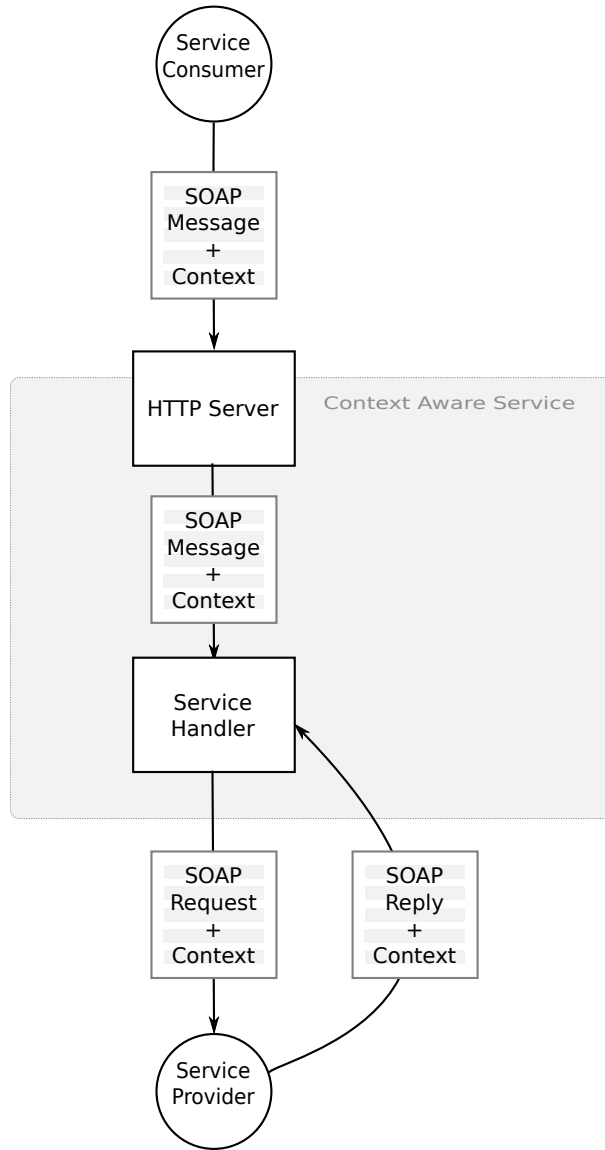 Service
Consumer
SOAP
Message
+
Context
HTTP Server
Context Aware Service
SOAP
Message
+
Context
Service
Handler
SOAP
Request
+
Context
SOAP
Reply
+
Context
Service
Provider